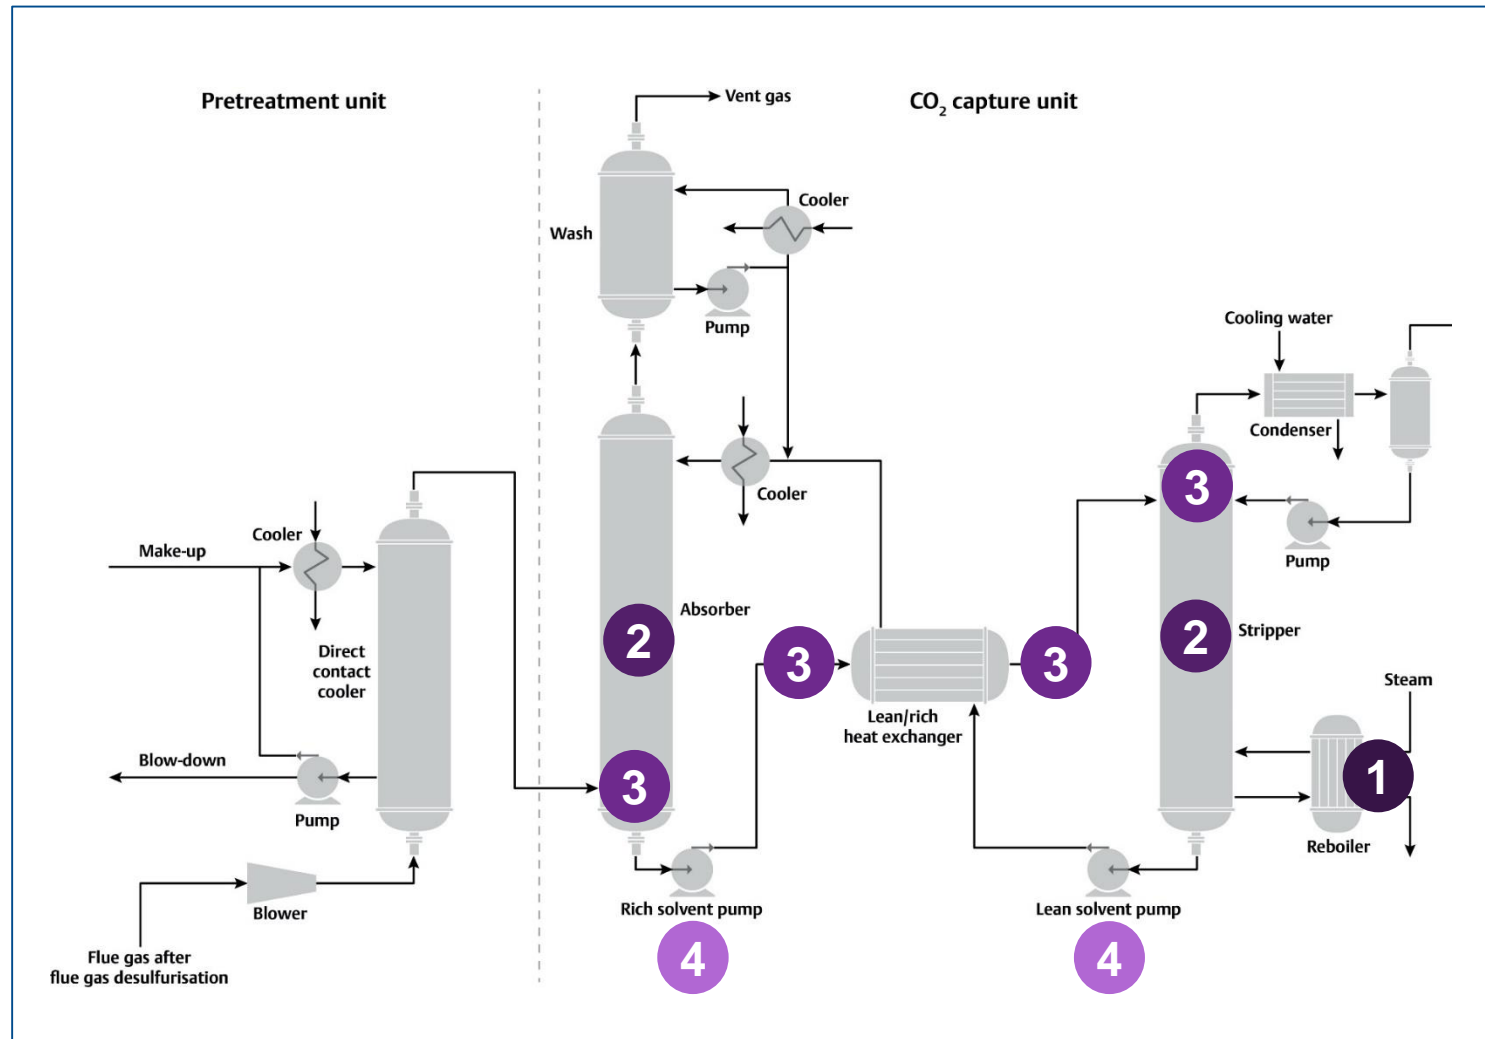 Pretreatment unit
CO₂ capture unit
Vent gas
Cooler
Wash
Pump
Cooling water
Condenser
Cooler
3
Pump
Cooler
Make-up
Absorber
2
2
Stripper
Direct
contact
cooler
3
3
Steam
Lean/rich
heat exchanger
Blow-down
3
1
Pump
Reboiler
Blower
Rich solvent pump
Lean solvent pump
4
4
Flue gas after
flue gas desulfurisation